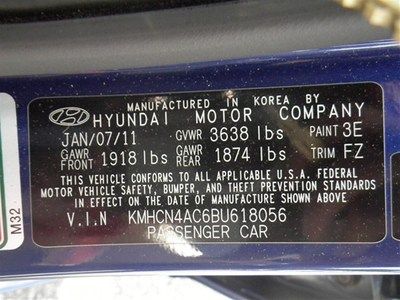 MANUFACTURED IN KOREA BY
HYUNDAI MOTOR COMPANY
JAN/07/11 GVWR 3638 lbs PAINT 3E
GAWR FRONT 1918 lbs GAWR REAR 1874 lbs TRIM FZ
THIS VEHICLE CONFORMS TO ALL APPLICABLE U.S.A. FEDERAL
MOTOR VEHICLE SAFETY, BUMPER, AND THEFT PREVENTION STANDARDS
IN EFFECT ON THE DATE OF MANUFACTURE SHOWN ABOVE
V.I.N KMHCN4AC6BU618056
PASSENGER CAR
M32